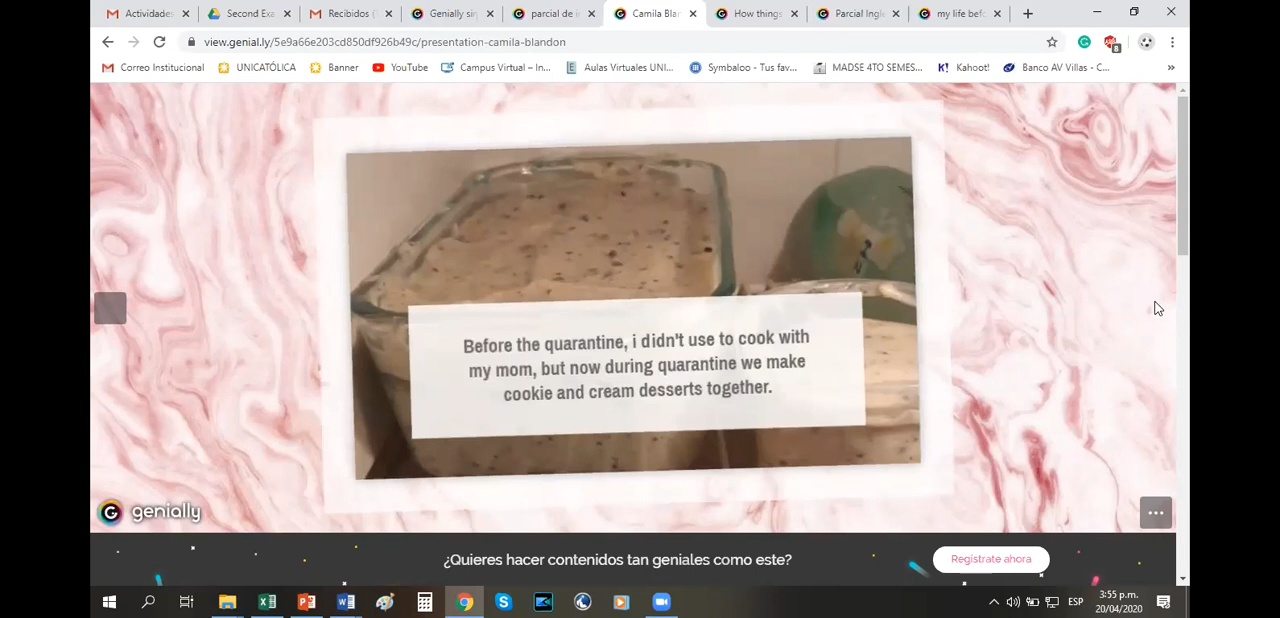 Actividades
Second Exa
Recibidos (
Genially sin
parcial de i
Camila Blan
How things
Parcial Ingle
my life befo
view.genial.ly/5e9a66e203cd850df926b49c/presentation-camila-blandon
8
Correo Institucional
UNICATÓLICA
Banner
YouTube
Campus Virtual – In...
Aulas Virtuales UNI...
Symbaloo - Tus fav...
MADSE 4TO SEMES...
Kahoot!
Banco AV Villas - C...
»
Before the quarantine, i didn't use to cook with
my mom, but now during quarantine we make
cookie and cream desserts together.
genially
¿Quieres hacer contenidos tan geniales como este?
Regístrate ahora
ESP
3:55 p.m.
20/04/2020